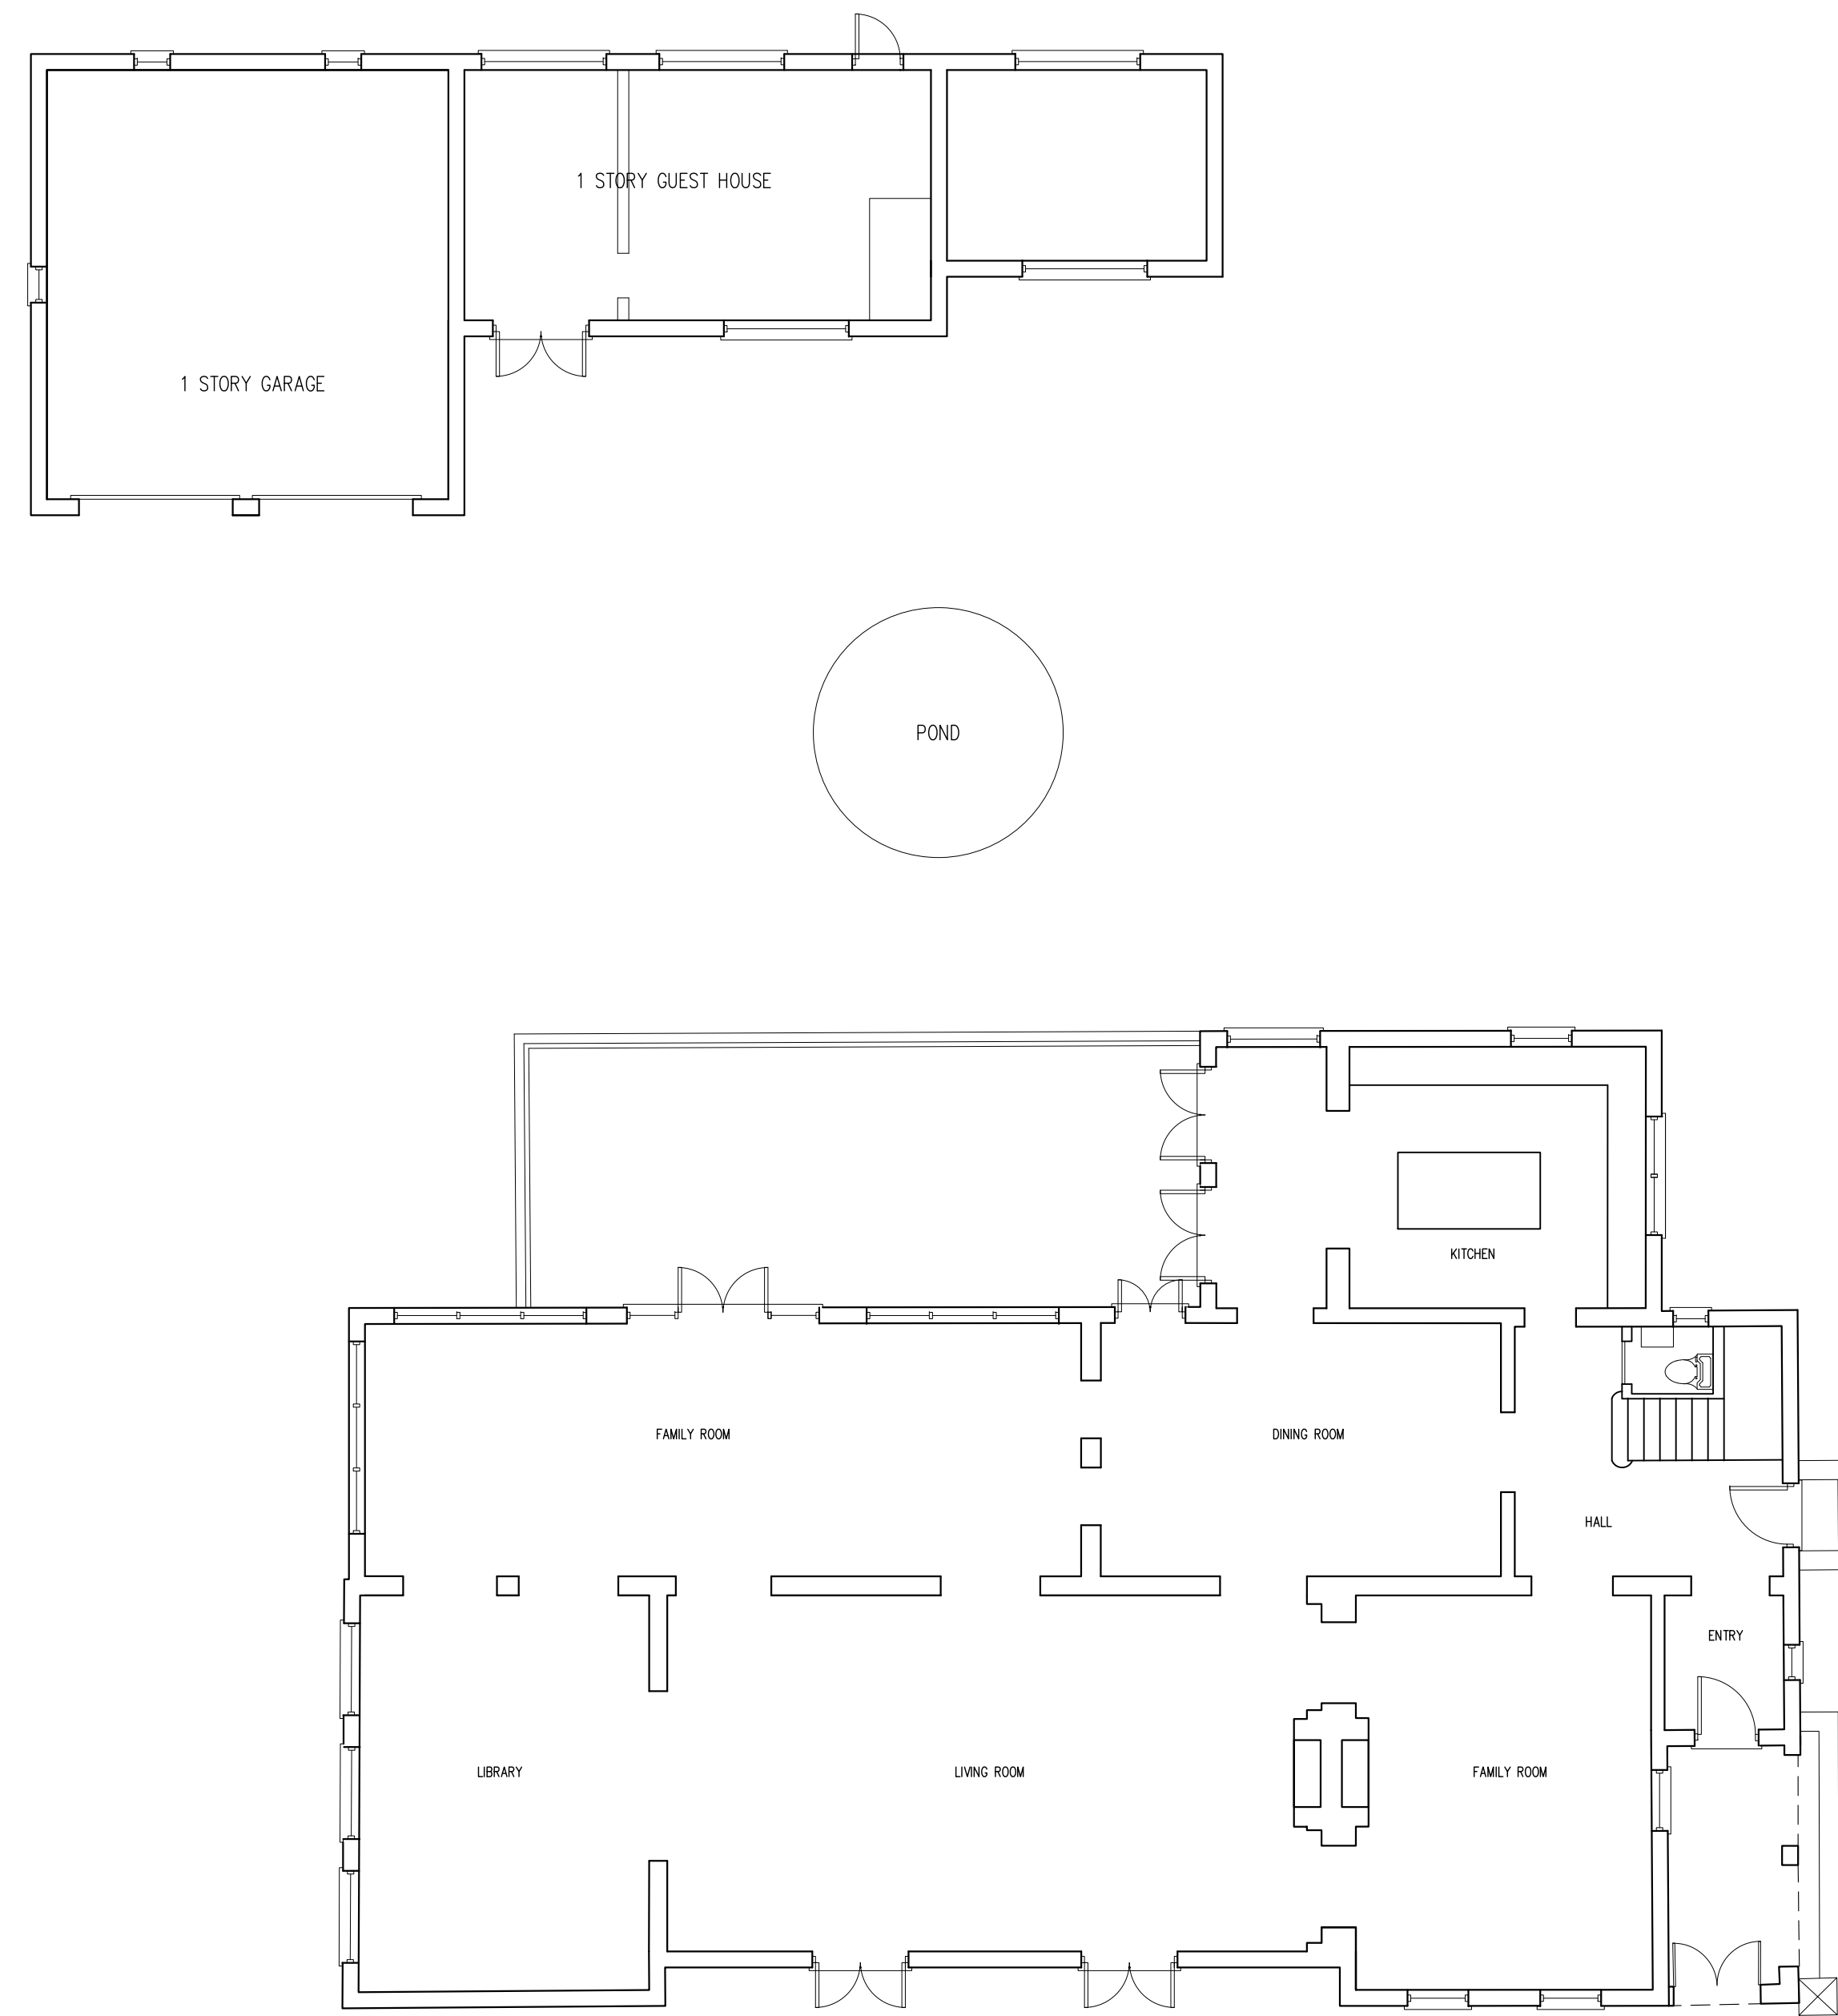 1 STORY GUEST HOUSE
1 STORY GARAGE
POND
KITCHEN
FAMILY ROOM
DINING ROOM
HALL
ENTRY
LIBRARY
LIVING ROOM
FAMILY ROOM